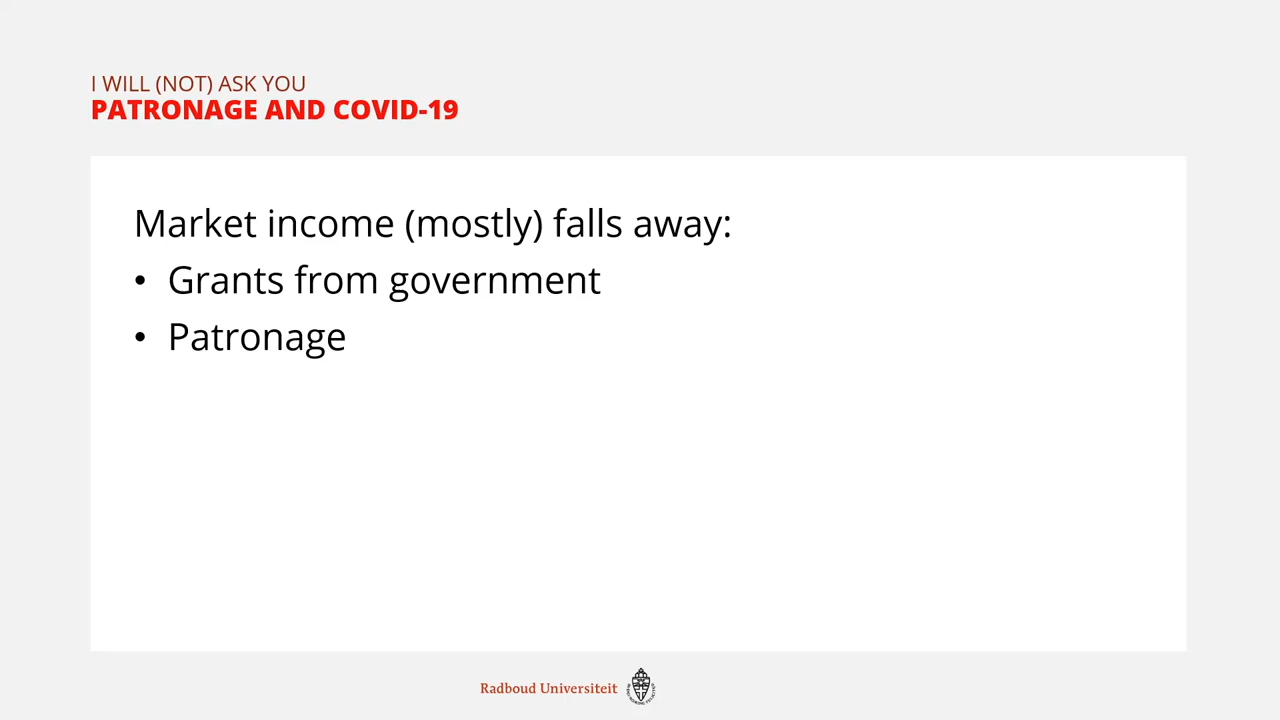 I WILL (NOT) ASK YOU
PATRONAGE AND COVID-19
Market income (mostly) falls away:
• Grants from government
• Patronage
Radboud Universiteit